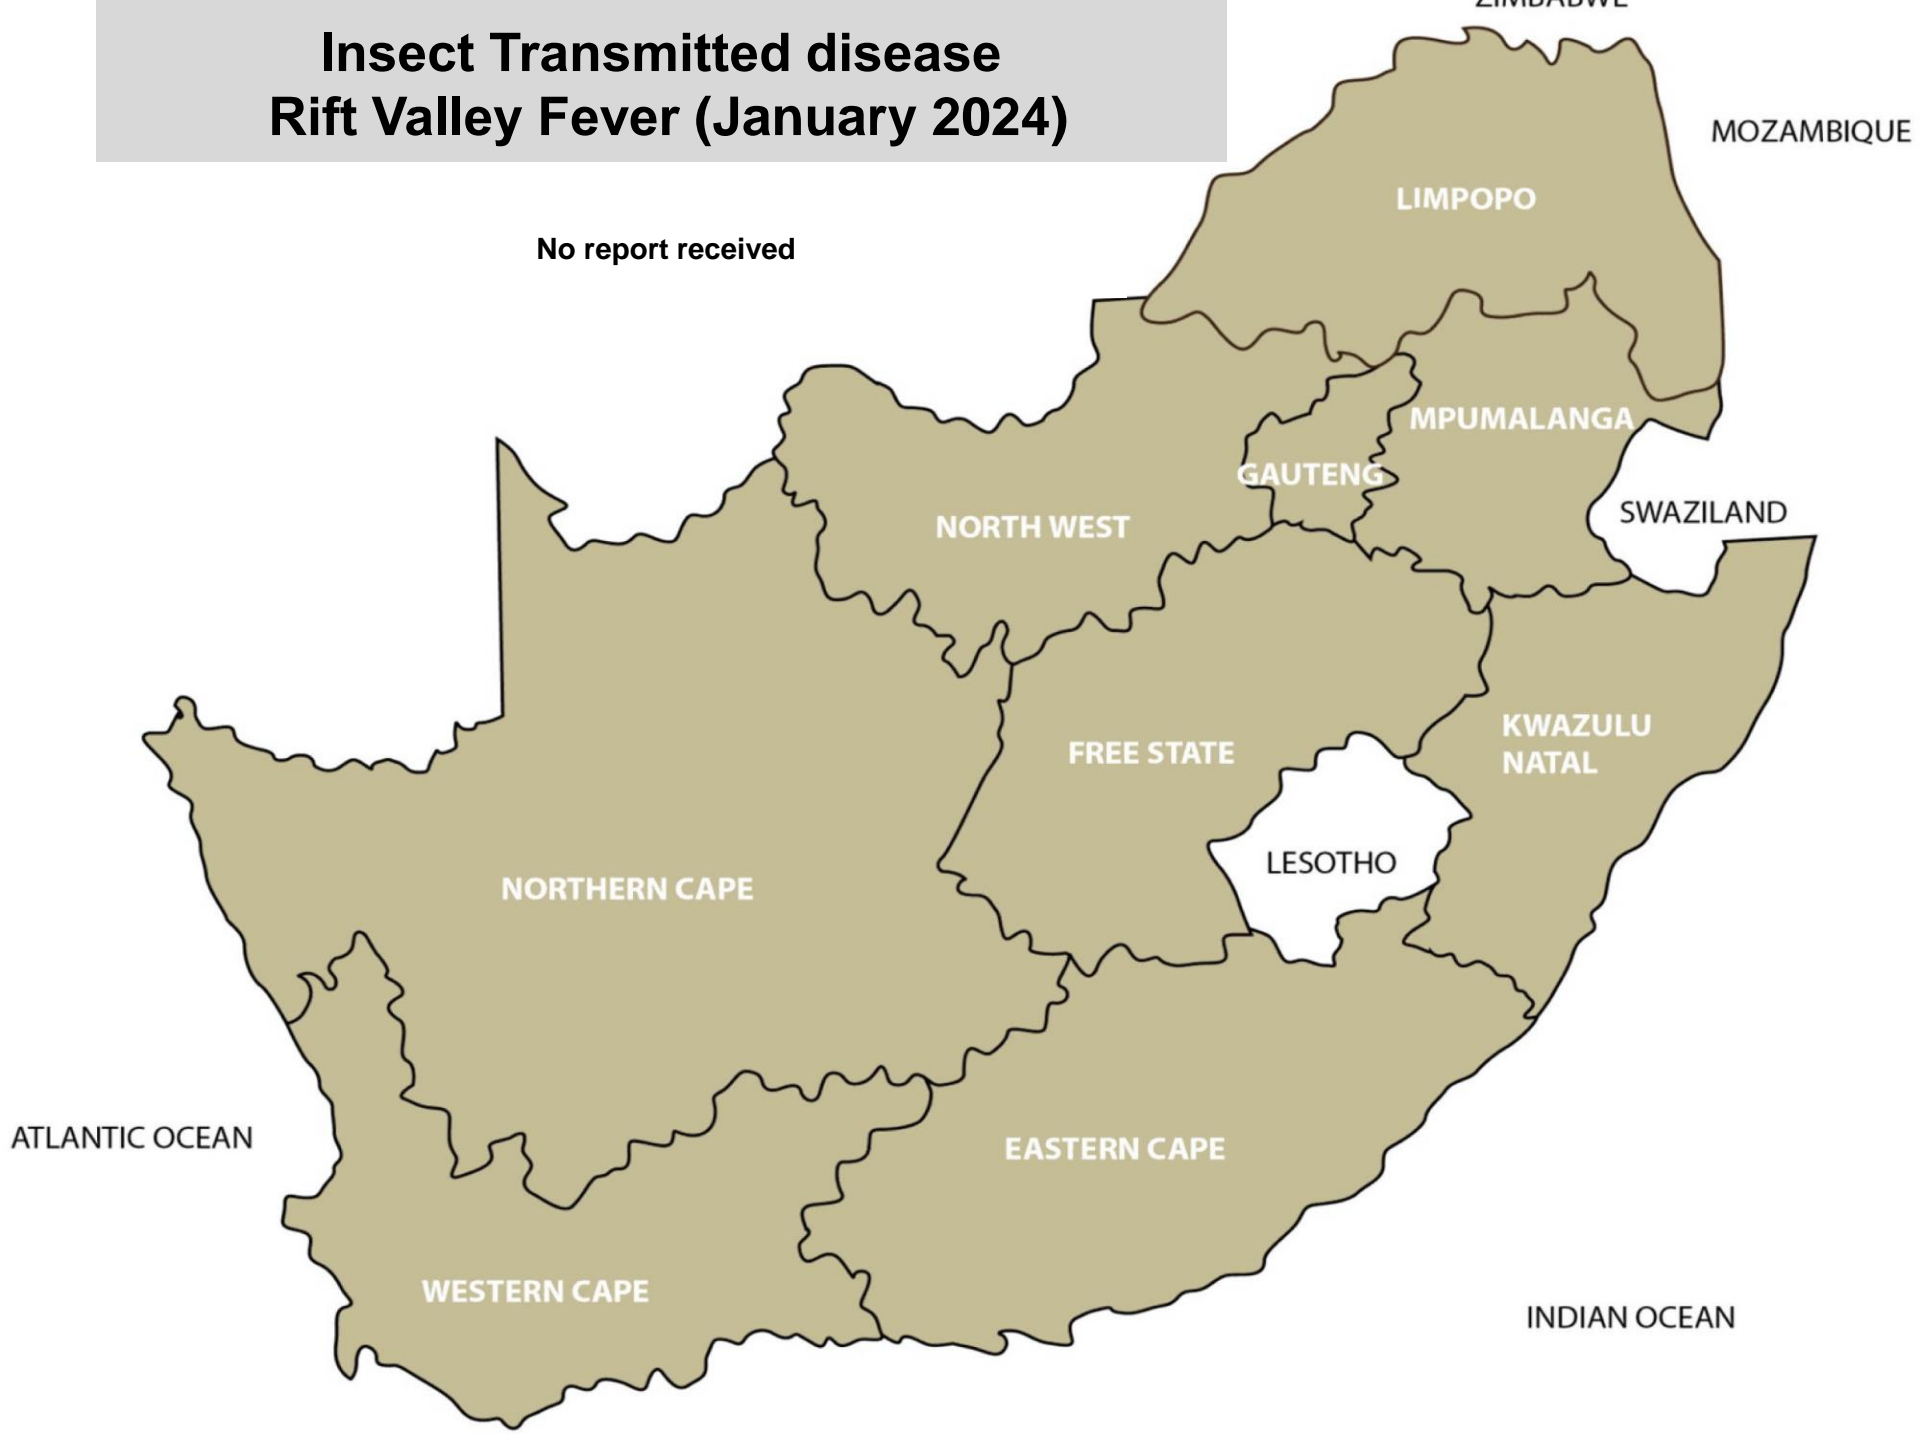 ZIMBABWE
Insect Transmitted disease
Rift Valley Fever (January 2024)
MOZAMBIQUE
LIMPOPO
No report received
MPUMALANGA
GAUTENG
SWAZILAND
NORTH WEST
KWAZULU
NATAL
FREE STATE
LESOTHO
NORTHERN CAPE
ATLANTIC OCEAN
EASTERN CAPE
WESTERN CAPE
INDIAN OCEAN